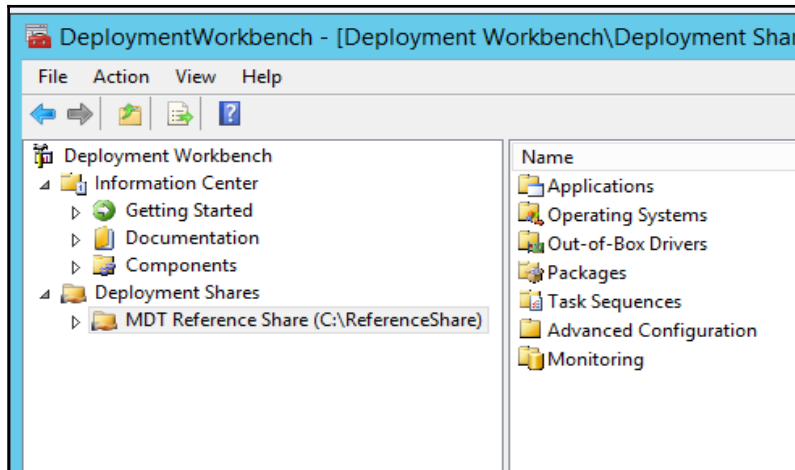 DeploymentWorkbench - [Deployment Workbench\Deployment Shar
File Action View Help
Deployment Workbench
Information Center
Getting Started
Documentation
Components
Deployment Shares
MDT Reference Share (C:\ReferenceShare)
Name
Applications
Operating Systems
Out-of-Box Drivers
Packages
Task Sequences
Advanced Configuration
Monitoring